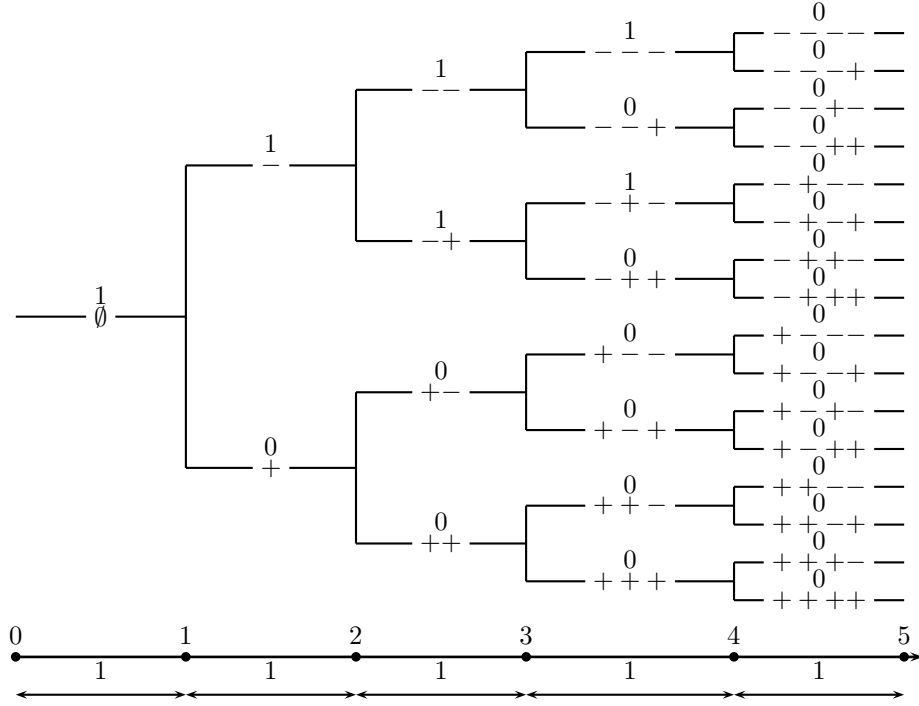 0
− − −−
0
− − −+
1
− − −
0
− − +−
0
− − ++
0
− − +
1
−−
0
− + −−
0
− + −+
1
− + −
0
− + +−
0
− + ++
0
− + +
1
−+
1
−
1
∅
0
+ − −−
0
+ − −+
0
+ − −
0
+ − +−
0
+ − ++
0
+ − +
0
+−
0
+ + −−
0
+ + −+
0
+ + −
0
+ + +−
0
+ + ++
0
+ + +
0
++
0
+
0 1 2 3 4 5
1 1 1 1 1